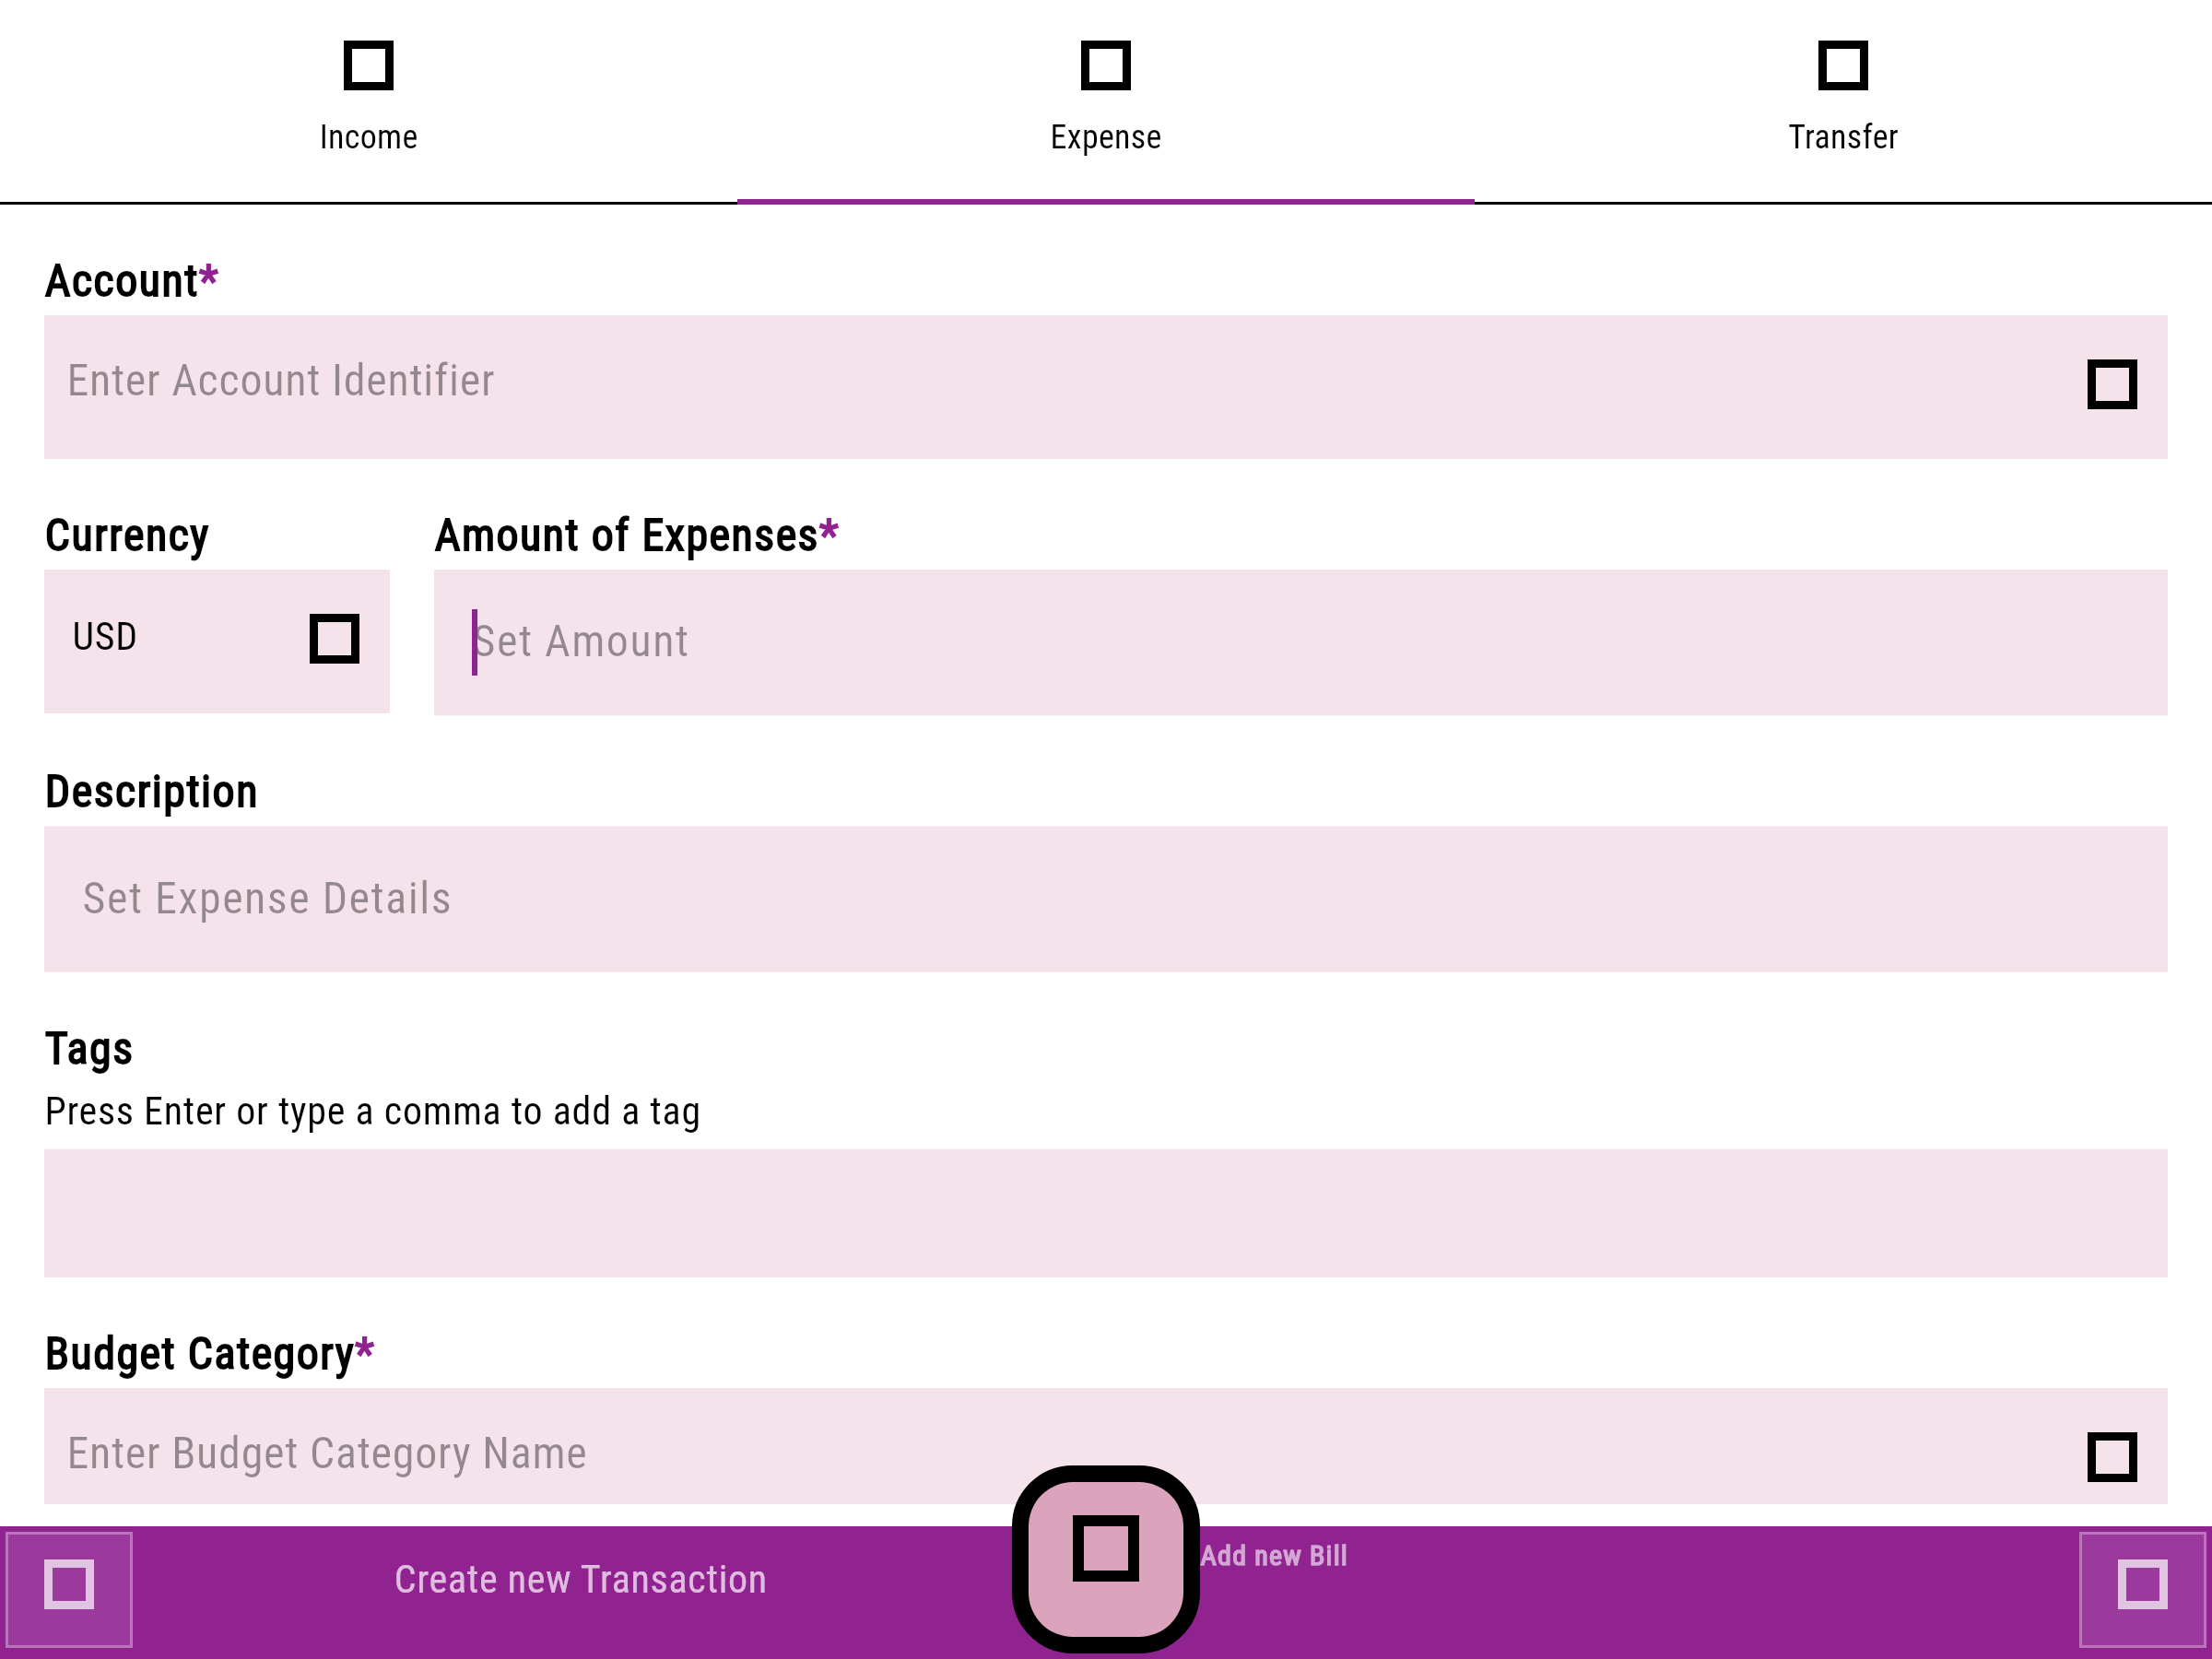 Income
Expense
Transfer
Account*
Enter Account Identifier
Currency
Amount of Expenses*
USD
Set Amount
Description
Set Expense Details
Tags
Press Enter or type a comma to add a tag
Budget Category*
Enter Budget Category Name
Create new Transaction
Add new Bill